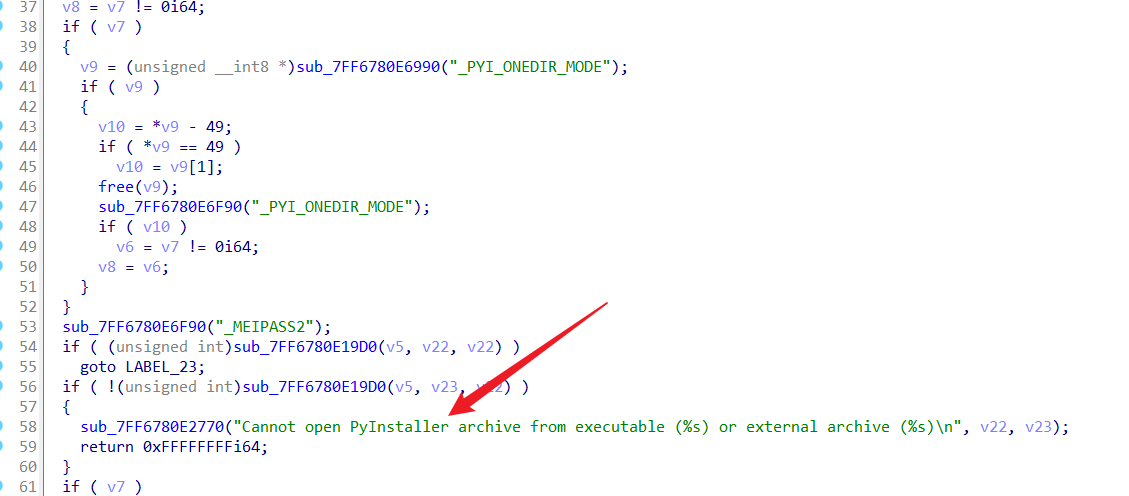 37 v8 = v7 != 0i64;
38 if ( v7 )
39 {
40 v9 = (unsigned __int8 *)sub_7FF6780E6990("_PYI_ONEDIR_MODE");
41 if ( v9 )
42 {
43 v10 = *v9 - 49;
44 if ( *v9 == 49 )
45 v10 = v9[1];
46 free(v9);
47 sub_7FF6780E6F90("_PYI_ONEDIR_MODE");
48 if ( v10 )
49 v6 = v7 != 0i64;
50 v8 = v6;
51 }
52 }
53 sub_7FF6780E6F90("_MEIPASS2");
54 if ( (unsigned int)sub_7FF6780E19D0(v5, v22, v22) )
55 goto LABEL_23;
56 if ( !(unsigned int)sub_7FF6780E19D0(v5, v23, v22) )
57 {
58 sub_7FF6780E2770("Cannot open PyInstaller archive from executable (%s) or external archive (%s)\n", v22, v23);
59 return 0xFFFFFFFFi64;
60 }
61 if ( v7 )